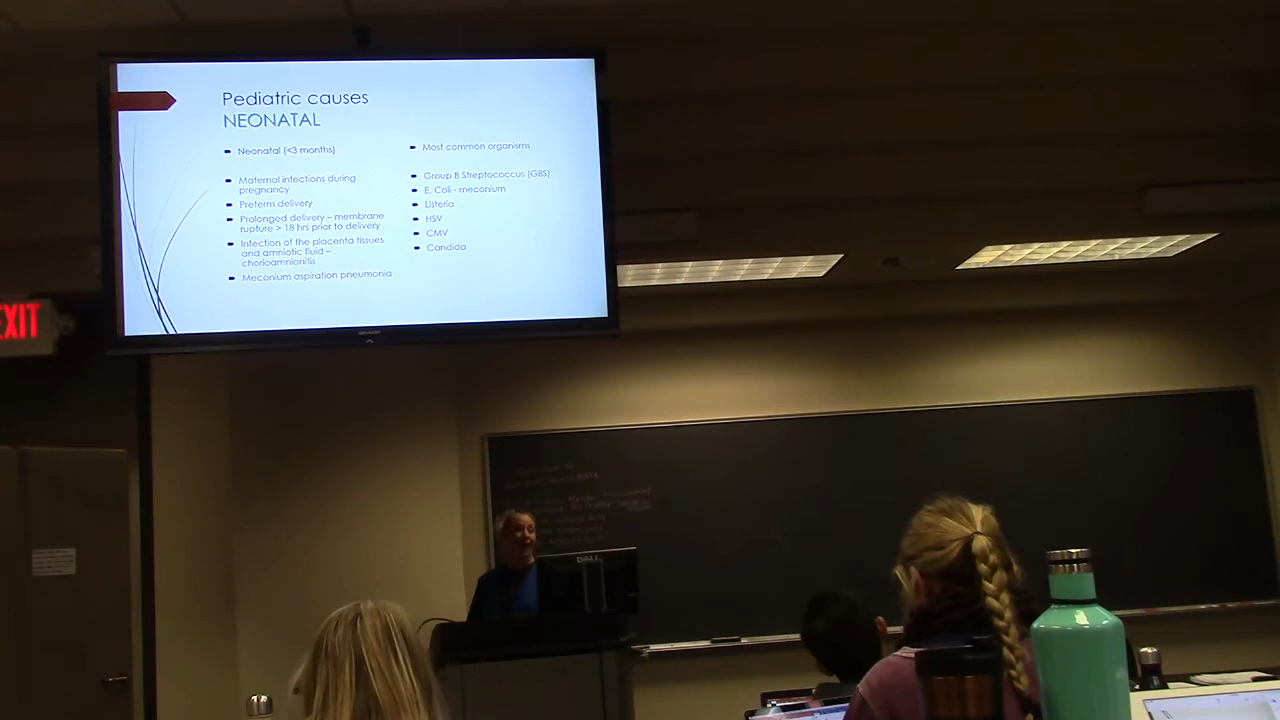 Pediatric causes
NEONATAL
Neonatal (<3 months)
Maternal infections during
pregnancy
Preterm delivery
Prolonged delivery – membrane
rupture > 18 hrs prior to delivery
Infection of the placenta tissues
and amniotic fluid –
chorioamnionitis
Meconium aspiration pneumonia
Most common organisms
Group B Streptococcus (GBS)
E. Coli - meconium
Listeria
HSV
CMV
Candida
SHARP
EXIT
DELL